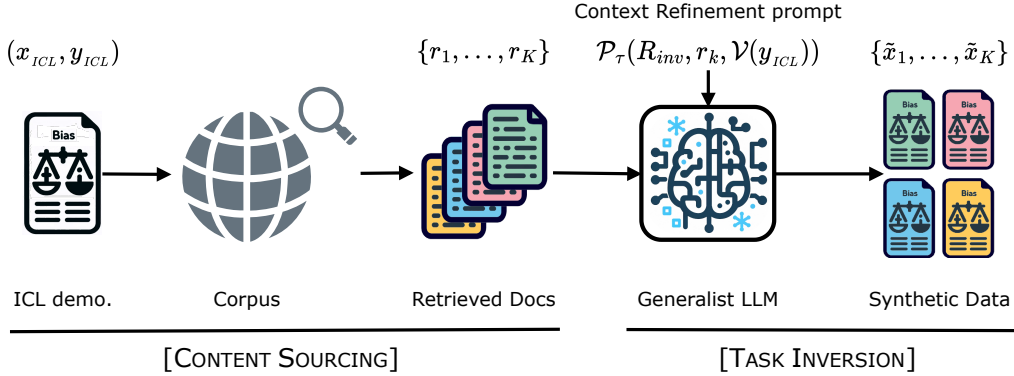 Context Refinement prompt
(x_ICL, y_ICL)
{r_1, . . . , r_K}
P_τ(R_inv, r_k, V(y_ICL))
{x̃_1, . . . , x̃_K}
Bias
Bias
Bias
Bias
Bias
ICL demo.
Corpus
Retrieved Docs
Generalist LLM
Synthetic Data
[CONTENT SOURCING]
[TASK INVERSION]